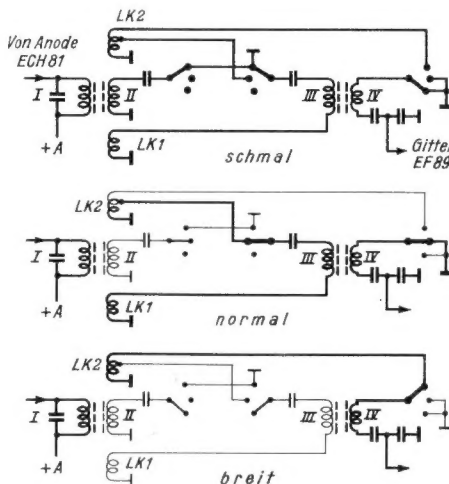 LK2
Von Anode
ECH81
I
II
III
IV
+A
LK1
schmal
Gitter
EF89
LK2
I
II
III
IV
+A
LK1
normal
LK2
I
II
III
IV
+A
LK1
breit